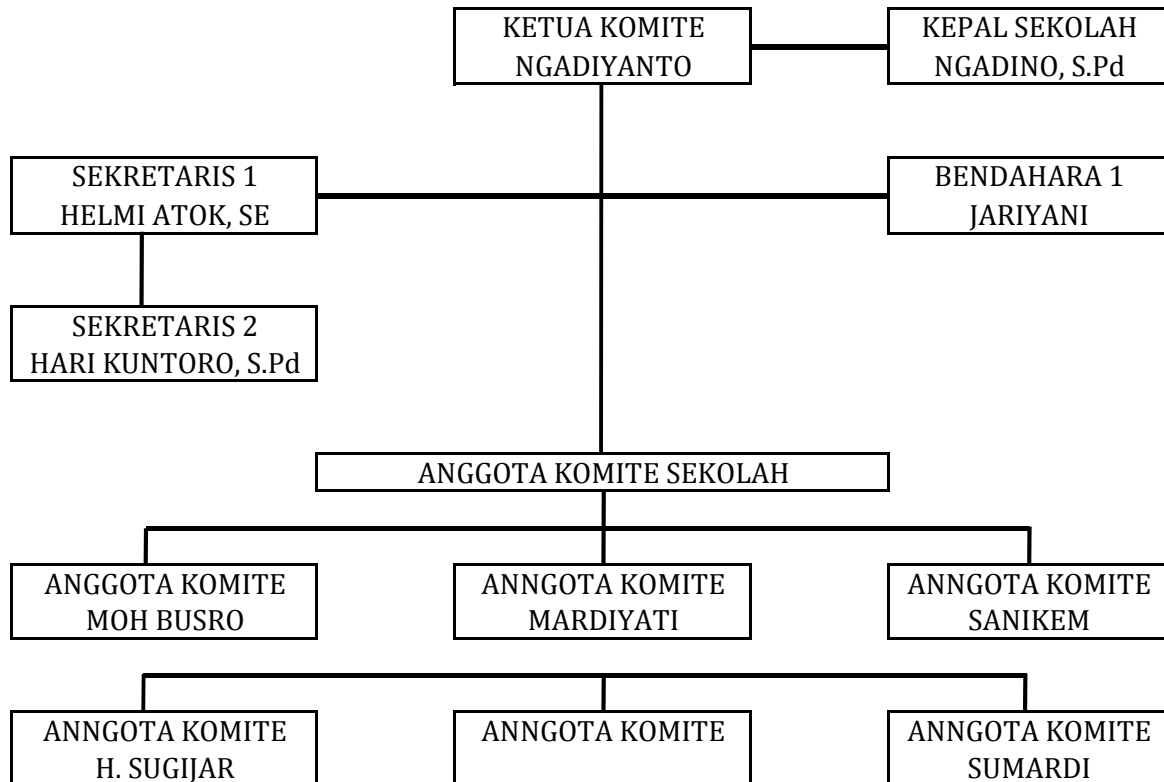 KETUA KOMITE
NGADIYANTO
KEPAL SEKOLAH
NGADINO, S.Pd
SEKRETARIS 1
HELMI ATOK, SE
BENDAHARA 1
JARIYANI
SEKRETARIS 2
HARI KUNTORO, S.Pd
ANGGOTA KOMITE SEKOLAH
ANGGOTA KOMITE
MOH BUSRO
ANNGOTA KOMITE
MARDIYATI
ANNGOTA KOMITE
SANIKEM
ANNGOTA KOMITE
H. SUGIJAR
ANNGOTA KOMITE
ANNGOTA KOMITE
SUMARDI